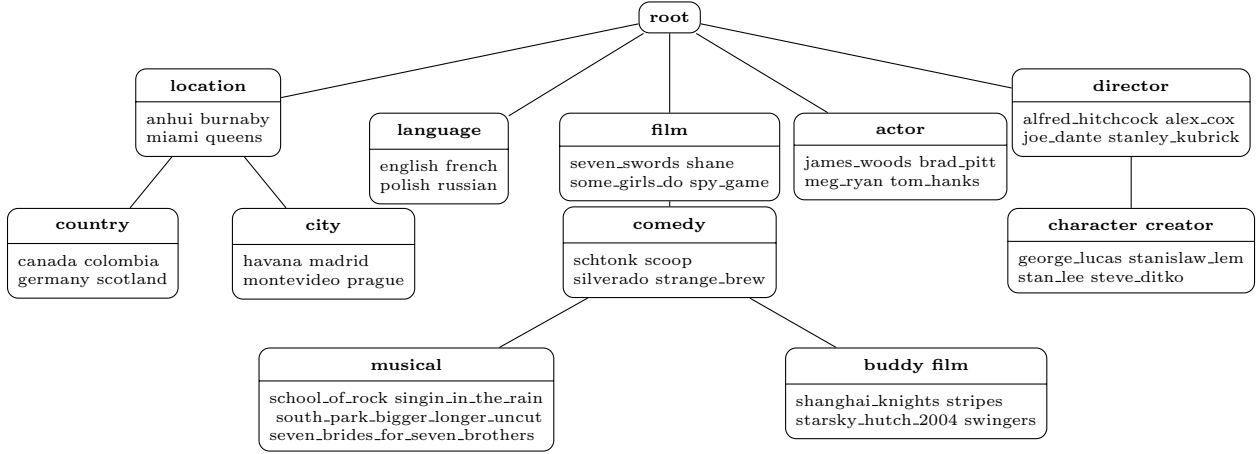 root
location
anhui burnaby
miami queens
language
english french
polish russian
film
seven_swords shane
some_girls_do spy_game
actor
james_woods brad_pitt
meg_ryan tom_hanks
director
alfred_hitchcock alex_cox
joe_dante stanley_kubrick
country
canada colombia
germany scotland
city
havana madrid
montevideo prague
comedy
schtonk scoop
silverado strange_brew
character creator
george_lucas stanislaw_lem
stan_lee steve_ditko
musical
school_of_rock singin_in_the_rain
south_park_bigger_longer_uncut
seven_brides_for_seven_brothers
buddy film
shanghai_knights stripes
starsky_hutch_2004 swingers